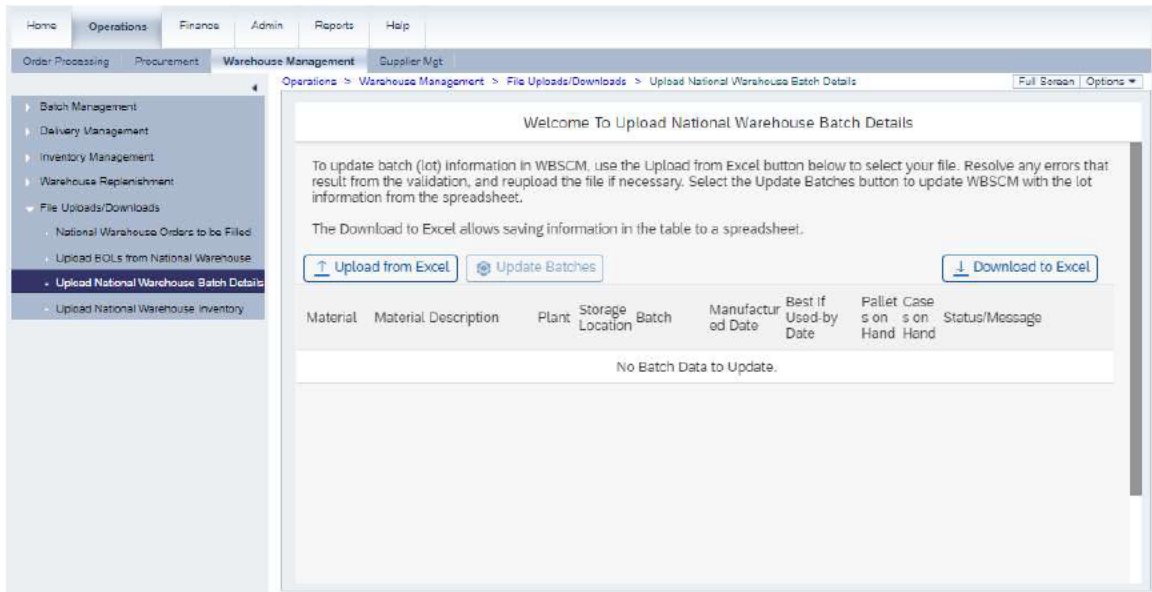 Home Operations Finance Admin Reports Help
Order Processing Procurement Warehouse Management Supplier Mgt
Operations > Warehouse Management > File Uploads/Downloads > Upload National Warehouse Batch Details Full Screen Options
Batch Management
Delivery Management
Inventory Management
Warehouse Replenishment
File Uploads/Downloads
National Warehouse Orders to be Filled
Upload BOLs from National Warehouse
Upload National Warehouse Batch Details
Upload National Warehouse Inventory
Welcome To Upload National Warehouse Batch Details
To update batch (lot) information in WBSCM, use the Upload from Excel button below to select your file. Resolve any errors that
result from the validation, and reupload the file if necessary. Select the Update Batches button to update WBSCM with the lot
information from the spreadsheet.
The Download to Excel allows saving information in the table to a spreadsheet.
Upload from Excel Update Batches Download to Excel
Material Material Description Plant Storage Location Batch Manufactur ed Date Best If Used-by Date Pallet s on Hand Case s on Hand Status/Message
No Batch Data to Update.